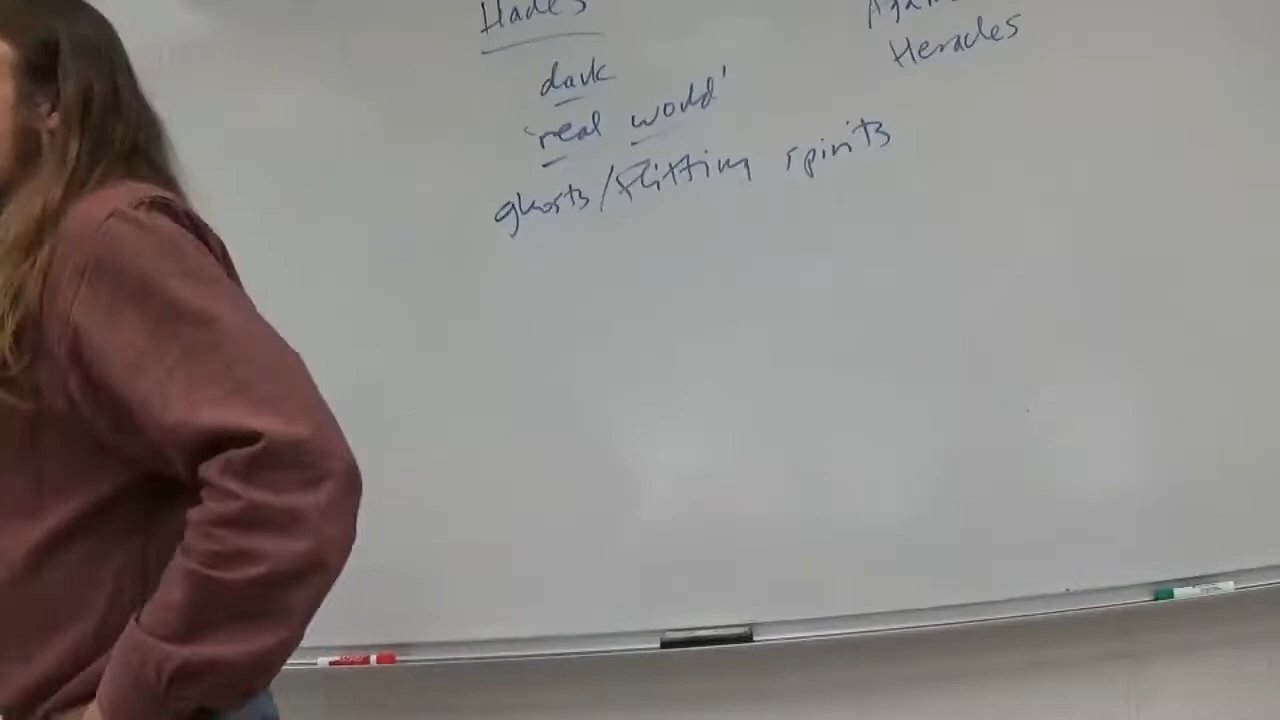 Hades
dark
'real world'
ghosts/flitting spirits
Heracles